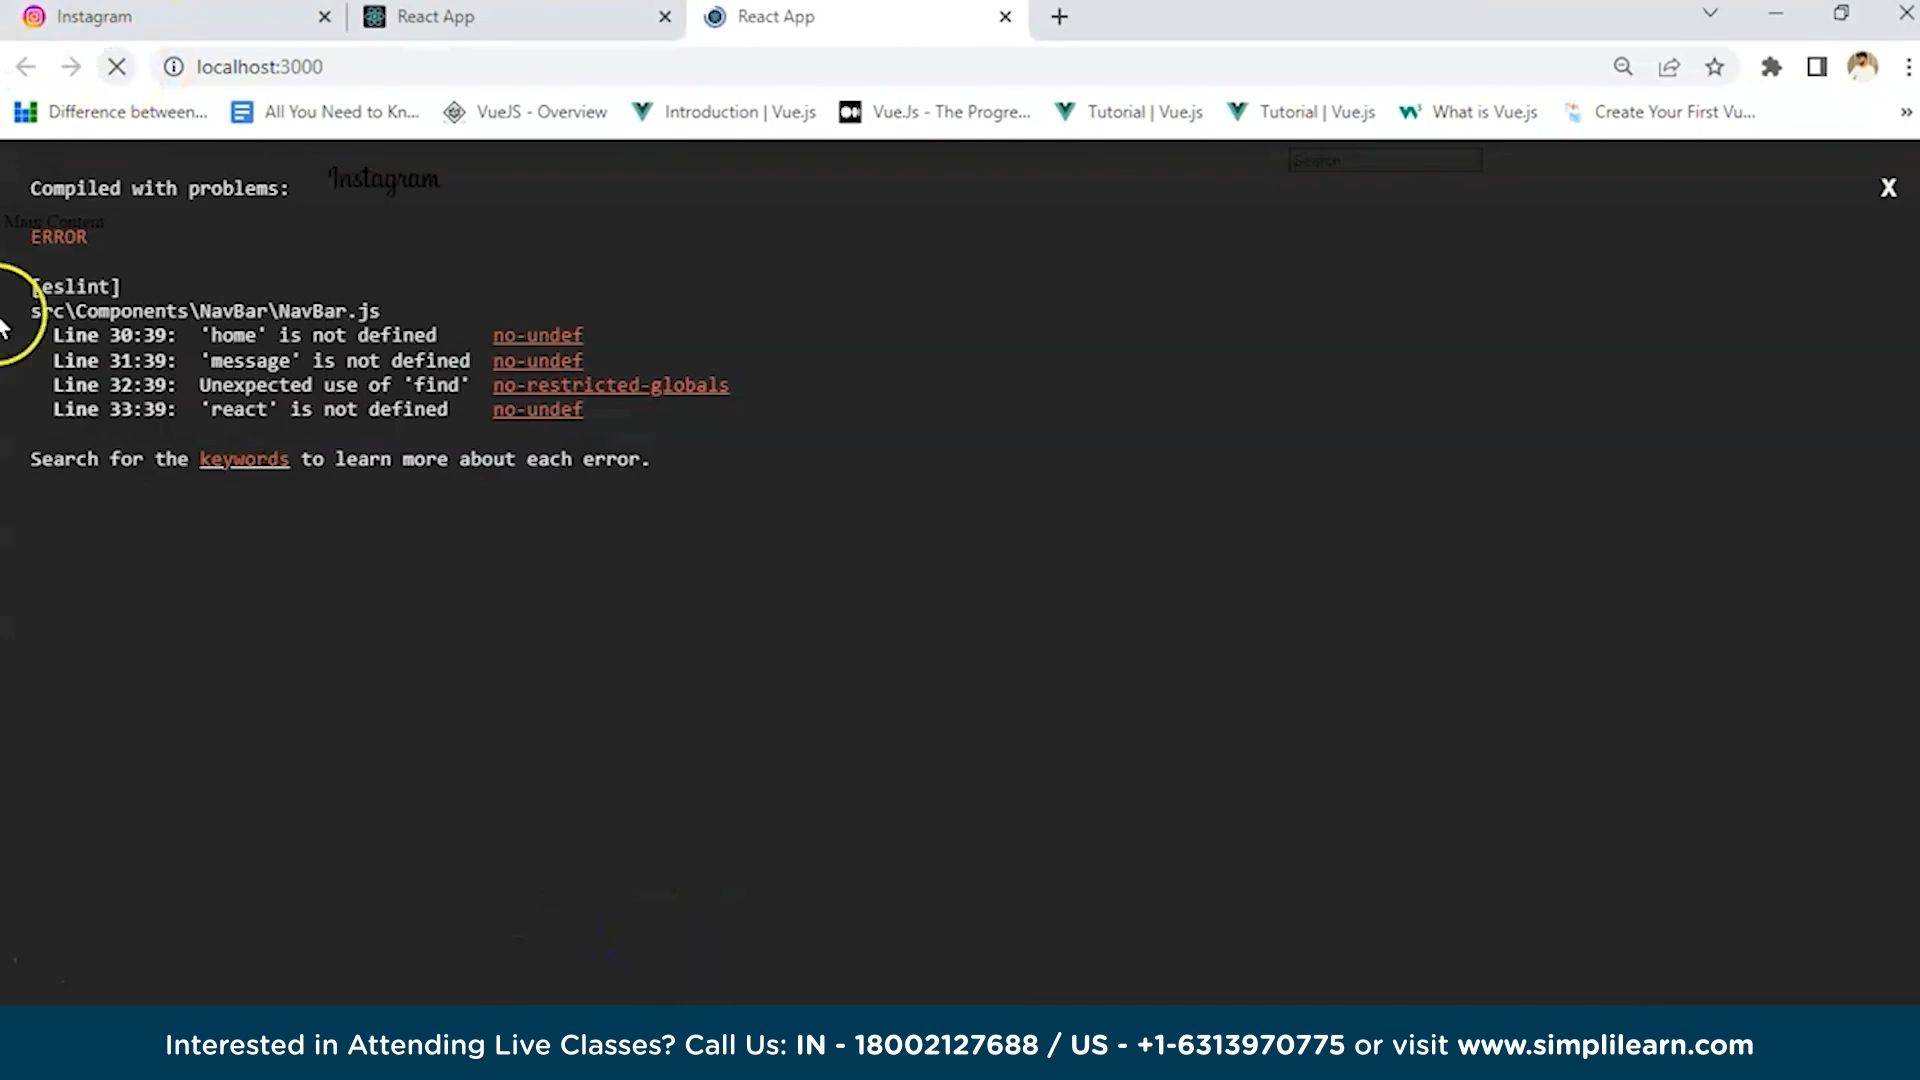 Instagram
React App
React App
localhost:3000
Difference between...
All You Need to Kn...
VueJS - Overview
Introduction | Vue.js
VueJs - The Progre...
Tutorial | Vue.js
Tutorial | Vue.js
What is Vue.js
Create Your First Vu...
»
Instagram
Search
Compiled with problems:
X
Main Content
ERROR
[eslint]
src\Components\NavBar\NavBar.js
Line 30:39: 'home' is not defined no-undef
Line 31:39: 'message' is not defined no-undef
Line 32:39: Unexpected use of 'find' no-restricted-globals
Line 33:39: 'react' is not defined no-undef
Search for the keywords to learn more about each error.
Interested in Attending Live Classes? Call Us: IN - 18002127688 / US - +1-6313970775 or visit www.simplilearn.com